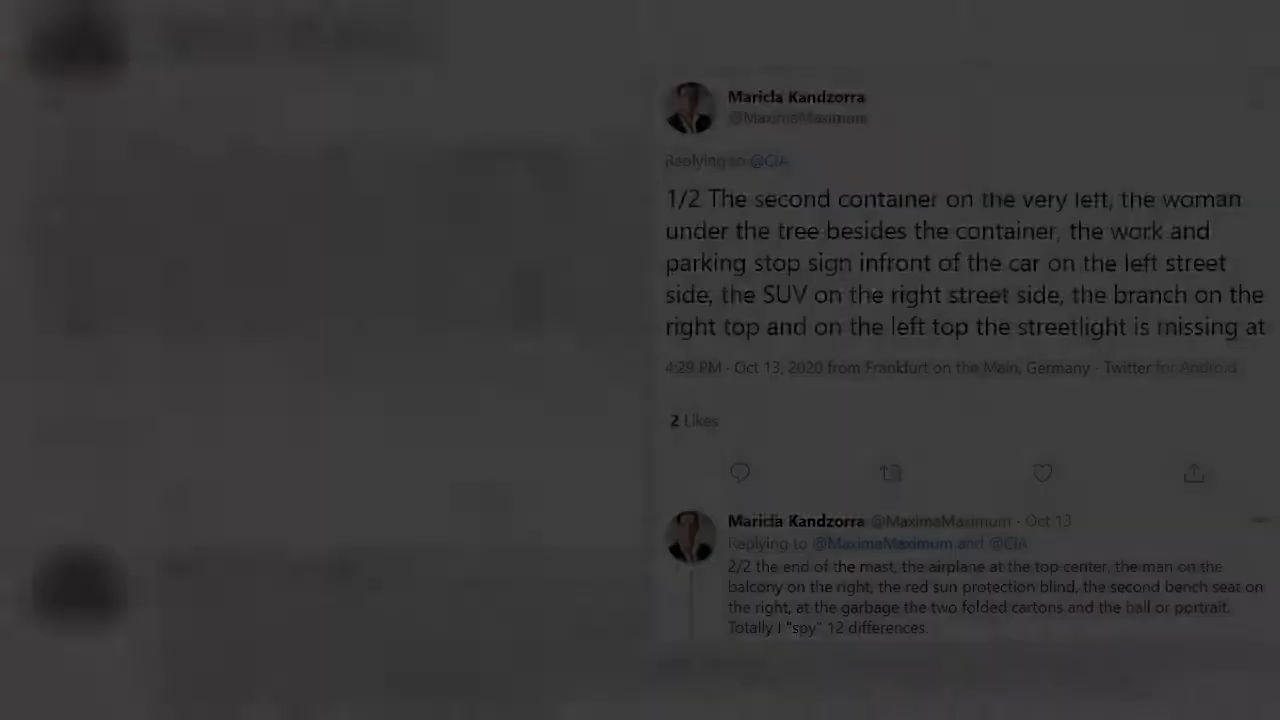 Maricla Kandzorra
@MaximaMaximum
Replying to @CIA
1/2 The second container on the very left, the woman
under the tree besides the container, the work and
parking stop sign infront of the car on the left street
side, the SUV on the right street side, the branch on the
right top and on the left top the streetlight is missing at
4:29 PM · Oct 13, 2020 from Frankfurt on the Main, Germany · Twitter for Android
2 Likes
Maricla Kandzorra @MaximaMaximum · Oct 13
Replying to @MaximaMaximum and @CIA
2/2 the end of the mast, the airplane at the top center, the man on the
balcony on the right, the red sun protection blind, the second bench seat on
the right, at the garbage the two folded cartons and the ball or portrait.
Totally I "spy" 12 differences.